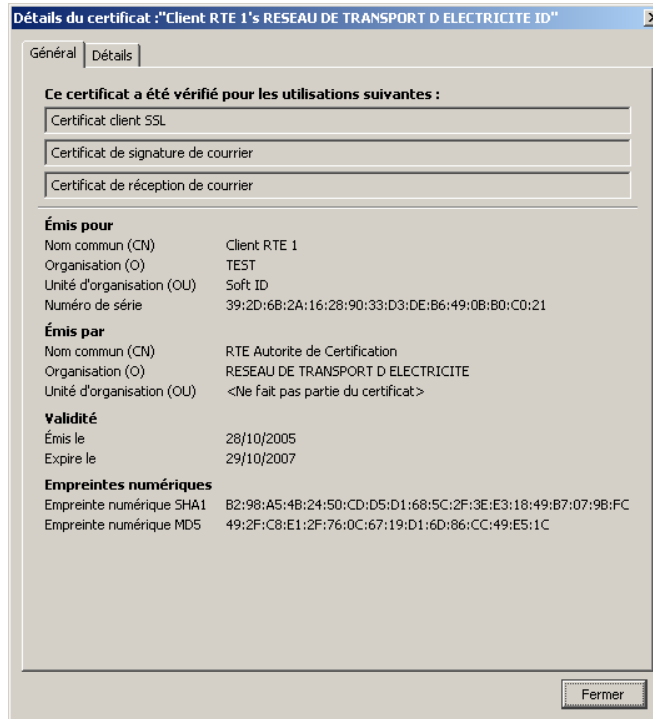 Détails du certificat :"Client RTE 1's RESEAU DE TRANSPORT D ELECTRICITE ID"
Général Détails
Ce certificat a été vérifié pour les utilisations suivantes :
Certificat client SSL
Certificat de signature de courrier
Certificat de réception de courrier
Émis pour
Nom commun (CN) Client RTE 1
Organisation (O) TEST
Unité d'organisation (OU) Soft ID
Numéro de série 39:2D:6B:2A:16:28:90:33:D3:DE:B6:49:0B:B0:C0:21
Émis par
Nom commun (CN) RTE Autorite de Certification
Organisation (O) RESEAU DE TRANSPORT D ELECTRICITE
Unité d'organisation (OU) <Ne fait pas partie du certificat>
Validité
Émis le 28/10/2005
Expire le 29/10/2007
Empreintes numériques
Empreinte numérique SHA1 B2:98:A5:4B:24:50:CD:D5:D1:68:5C:2F:3E:E3:18:49:B7:07:9B:FC
Empreinte numérique MD5 49:2F:C8:E1:2F:76:0C:67:19:D1:6D:86:CC:49:E5:1C
Fermer